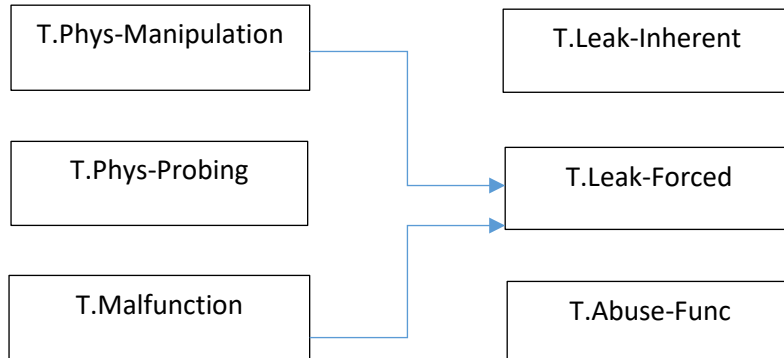 T.Phys-Manipulation
T.Leak-Inherent
T.Phys-Probing
T.Leak-Forced
T.Malfunction
T.Abuse-Func